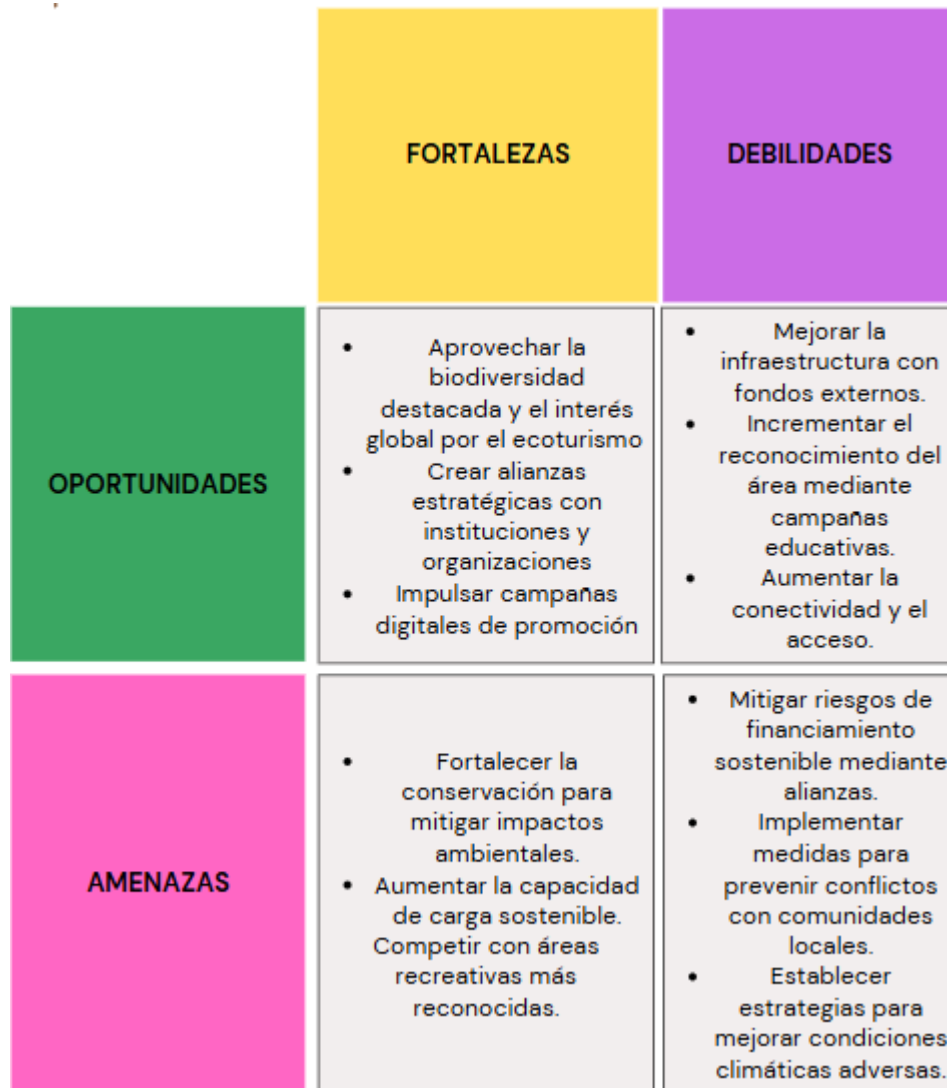 FORTALEZAS
DEBILIDADES
OPORTUNIDADES
• Aprovechar la
biodiversidad
destacada y el interés
global por el ecoturismo
• Crear alianzas
estratégicas con
instituciones y
organizaciones
• Impulsar campañas
digitales de promoción
• Mejorar la
infraestructura con
fondos externos.
• Incrementar el
reconocimiento del
área mediante
campañas
educativas.
• Aumentar la
conectividad y el
acceso.
AMENAZAS
• Fortalecer la
conservación para
mitigar impactos
ambientales.
• Aumentar la capacidad
de carga sostenible.
Competir con áreas
recreativas más
reconocidas.
• Mitigar riesgos de
financiamiento
sostenible mediante
alianzas.
• Implementar
medidas para
prevenir conflictos
con comunidades
locales.
• Establecer
estrategias para
mejorar condiciones
climáticas adversas.